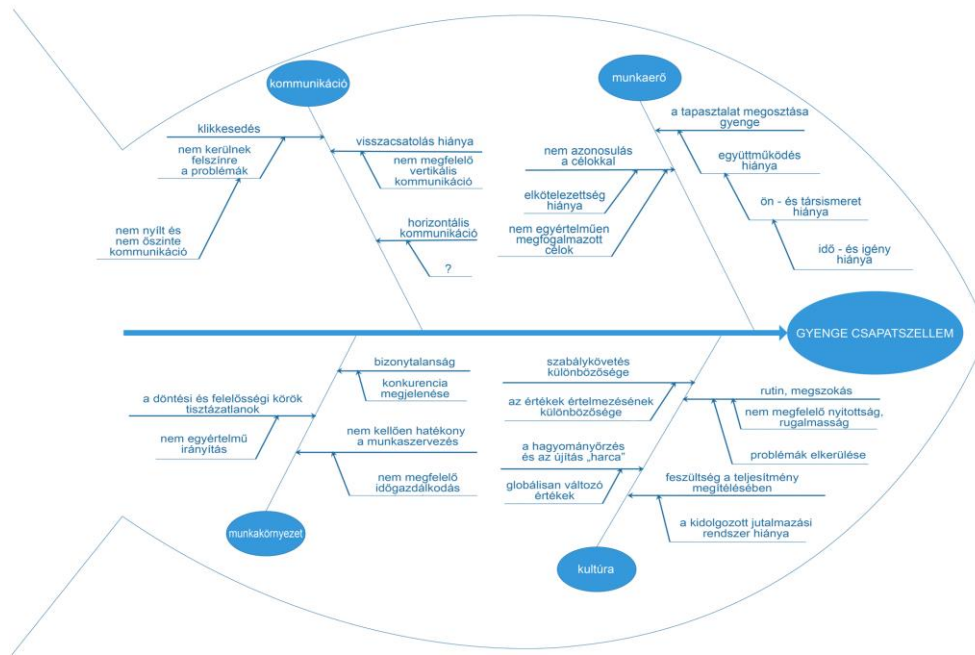 kommunikáció
klikkesedés
nem kerülnek
felszínre
a problémák
nem nyílt és
nem őszinte
kommunikáció
visszacsatolás hiánya
nem megfelelő
vertikális
kommunikáció
horizontális
kommunikáció
?
munkaerő
a tapasztalat megosztása
gyenge
együttműködés
hiánya
ön - és társismeret
hiánya
idő - és igény
hiánya
nem azonosulás
a célokkal
elkötelezettség
hiánya
nem egyértelműen
megfogalmazott
célok
GYENGE CSAPATSZELLEM
bizonytalanság
konkurencia
megjelenése
a döntési és felelősségi körök
tisztázatlanok
nem egyértelmű
irányítás
nem kellően hatékony
a munkaszervezés
nem megfelelő
időgazdálkodás
munkakörnyezet
szabálykövetés
különbözősége
az értékek értelmezésének
különbözősége
a hagyományőrzés
és az újítás „harca”
globálisan változó
értékek
rutin, megszokás
nem megfelelő nyitottság,
rugalmasság
problémák elkerülése
feszültség a teljesítmény
megítélésében
a kidolgozott jutalmazási
rendszer hiánya
kultúra